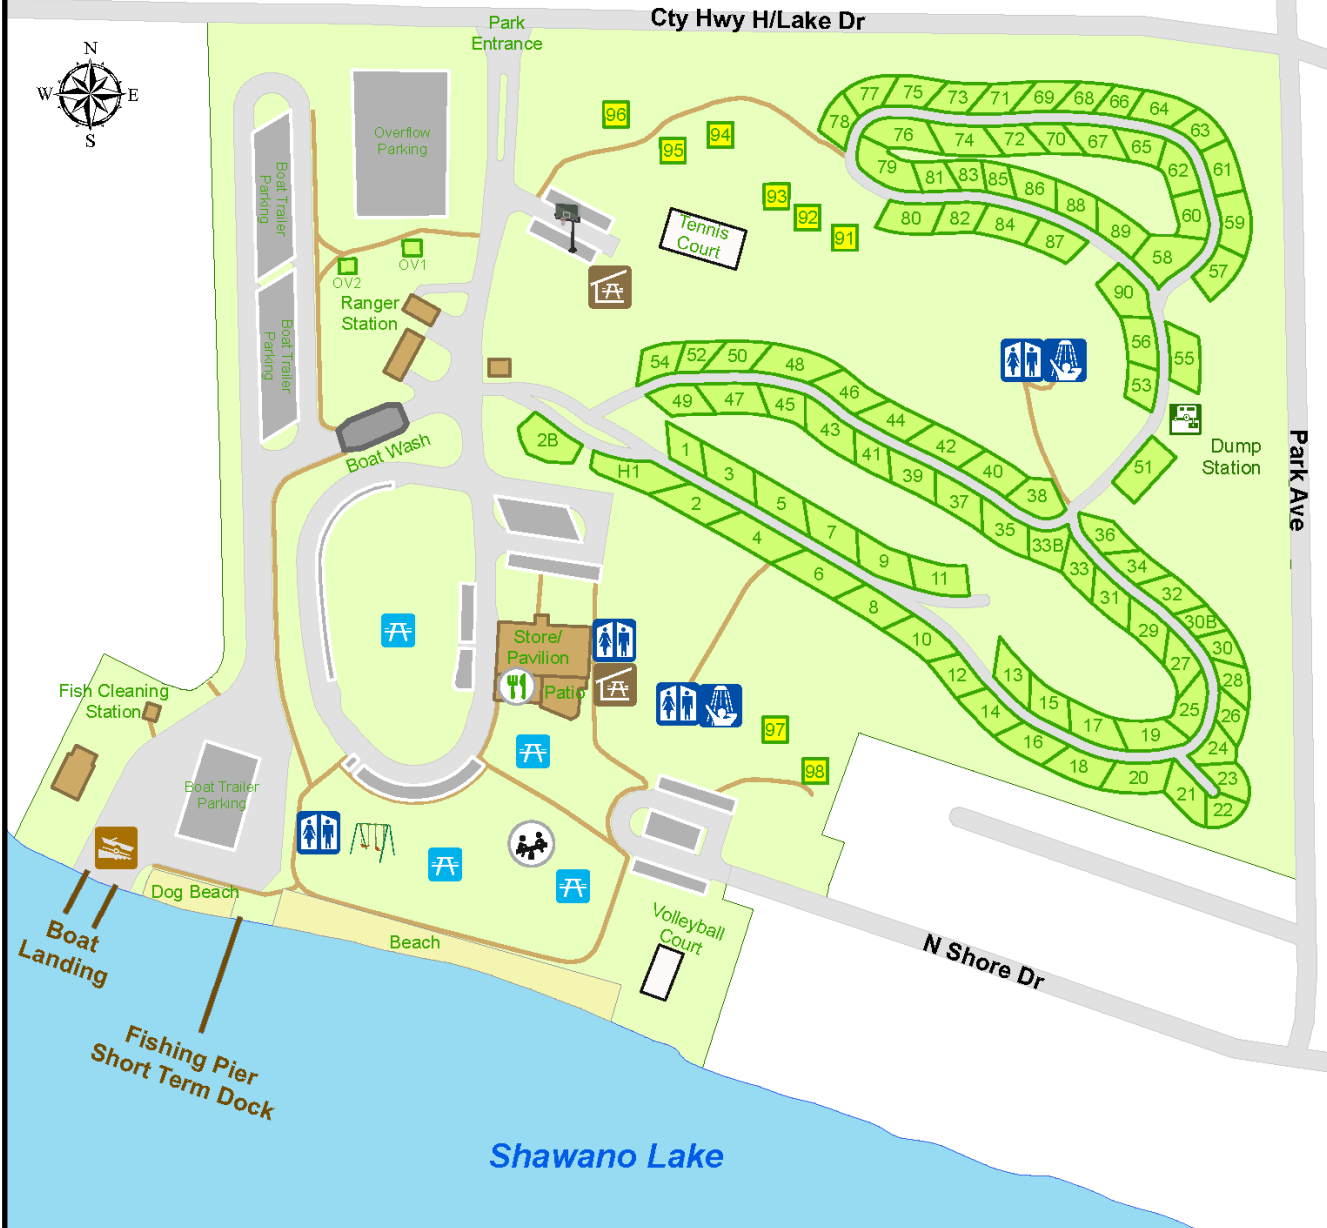 Cty Hwy H/Lake Dr
Park
Entrance
N
W E
S
Overflow
Parking
Boat Trailer
Parking
Boat Trailer
Parking
OV1
OV2
Ranger
Station
Boat Wash
96
95
94
93
92
91
Tennis
Court
78
77
75
73
71
69
68
66
64
63
61
59
57
76
74
72
70
67
65
62
60
58
79
81
83
85
86
88
89
80
82
84
87
90
56
53
55
51
Dump
Station
Park Ave
54
52
50
48
46
44
42
40
38
49
47
45
43
41
39
37
35
33B
33
31
29
27
25
36
34
32
30B
30
28
26
24
23
22
21
2B
H1
1
3
5
7
9
11
2
4
6
8
10
12
14
16
18
20
13
15
17
19
Store/
Pavilion
Patio
97
98
Fish Cleaning
Station
Boat Trailer
Parking
Dog Beach
Beach
Volleyball
Court
N Shore Dr
Boat
Landing
Fishing Pier
Short Term Dock
Shawano Lake